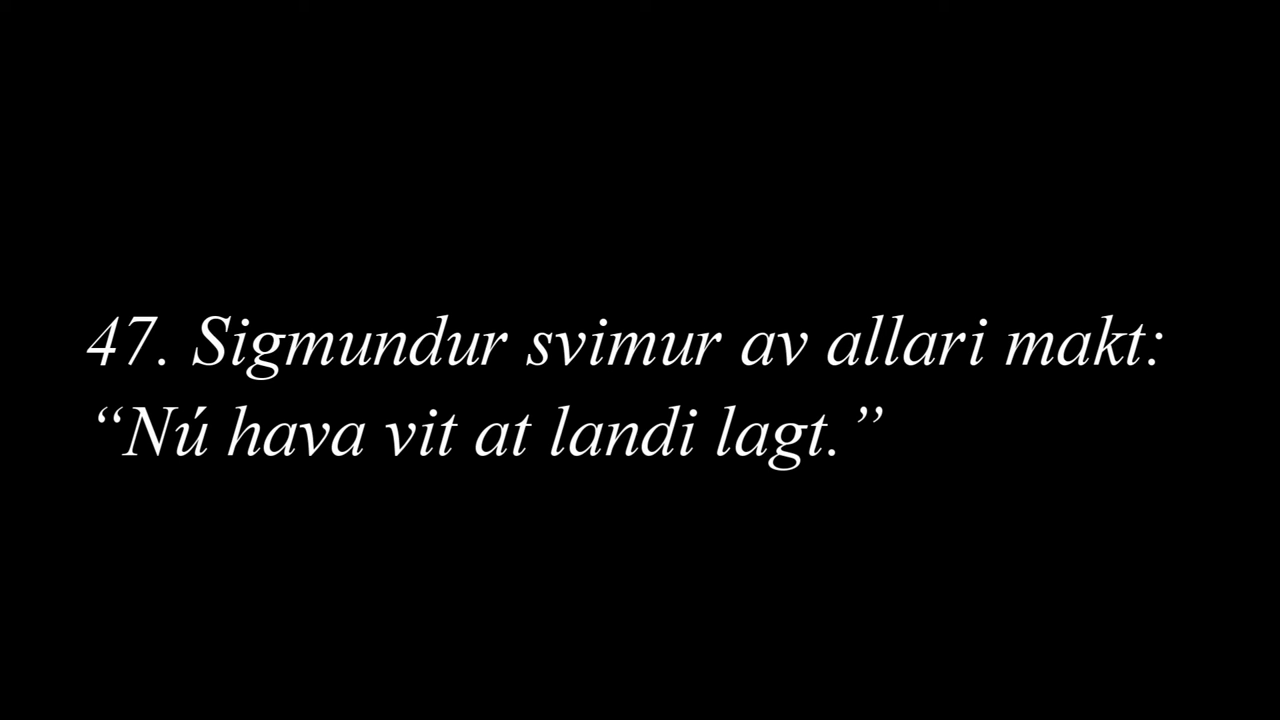 47. Sigmundur svimur av allari makt:
“Nú hava vit at landi lagt.”